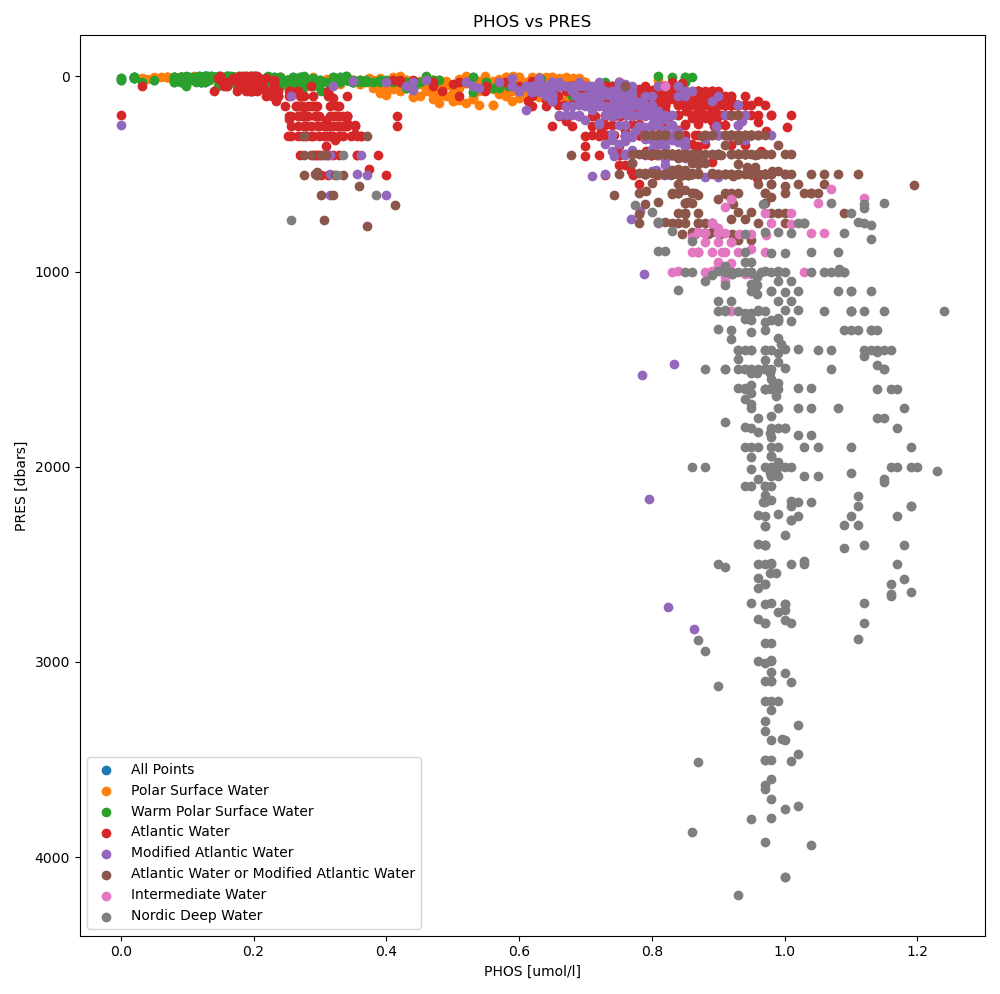 PHOS vs PRES
0
1000
2000
3000
4000
PRES [dbars]
All Points
Polar Surface Water
Warm Polar Surface Water
Atlantic Water
Modified Atlantic Water
Atlantic Water or Modified Atlantic Water
Intermediate Water
Nordic Deep Water
0.0 0.2 0.4 0.6 0.8 1.0 1.2
PHOS [umol/l]